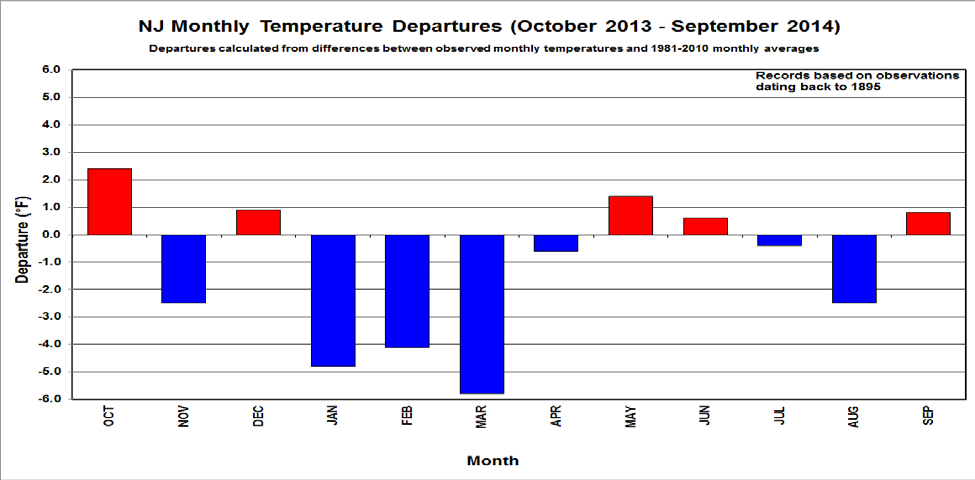 NJ Monthly Temperature Departures (October 2013 - September 2014)
Departures calculated from differences between observed monthly temperatures and 1981-2010 monthly averages
Records based on observations
dating back to 1895
6.0
5.0
4.0
3.0
2.0
1.0
0.0
-1.0
-2.0
-3.0
-4.0
-5.0
-6.0
Departure (°F)
OCT
NOV
DEC
JAN
FEB
MAR
APR
MAY
JUN
JUL
AUG
SEP
Month